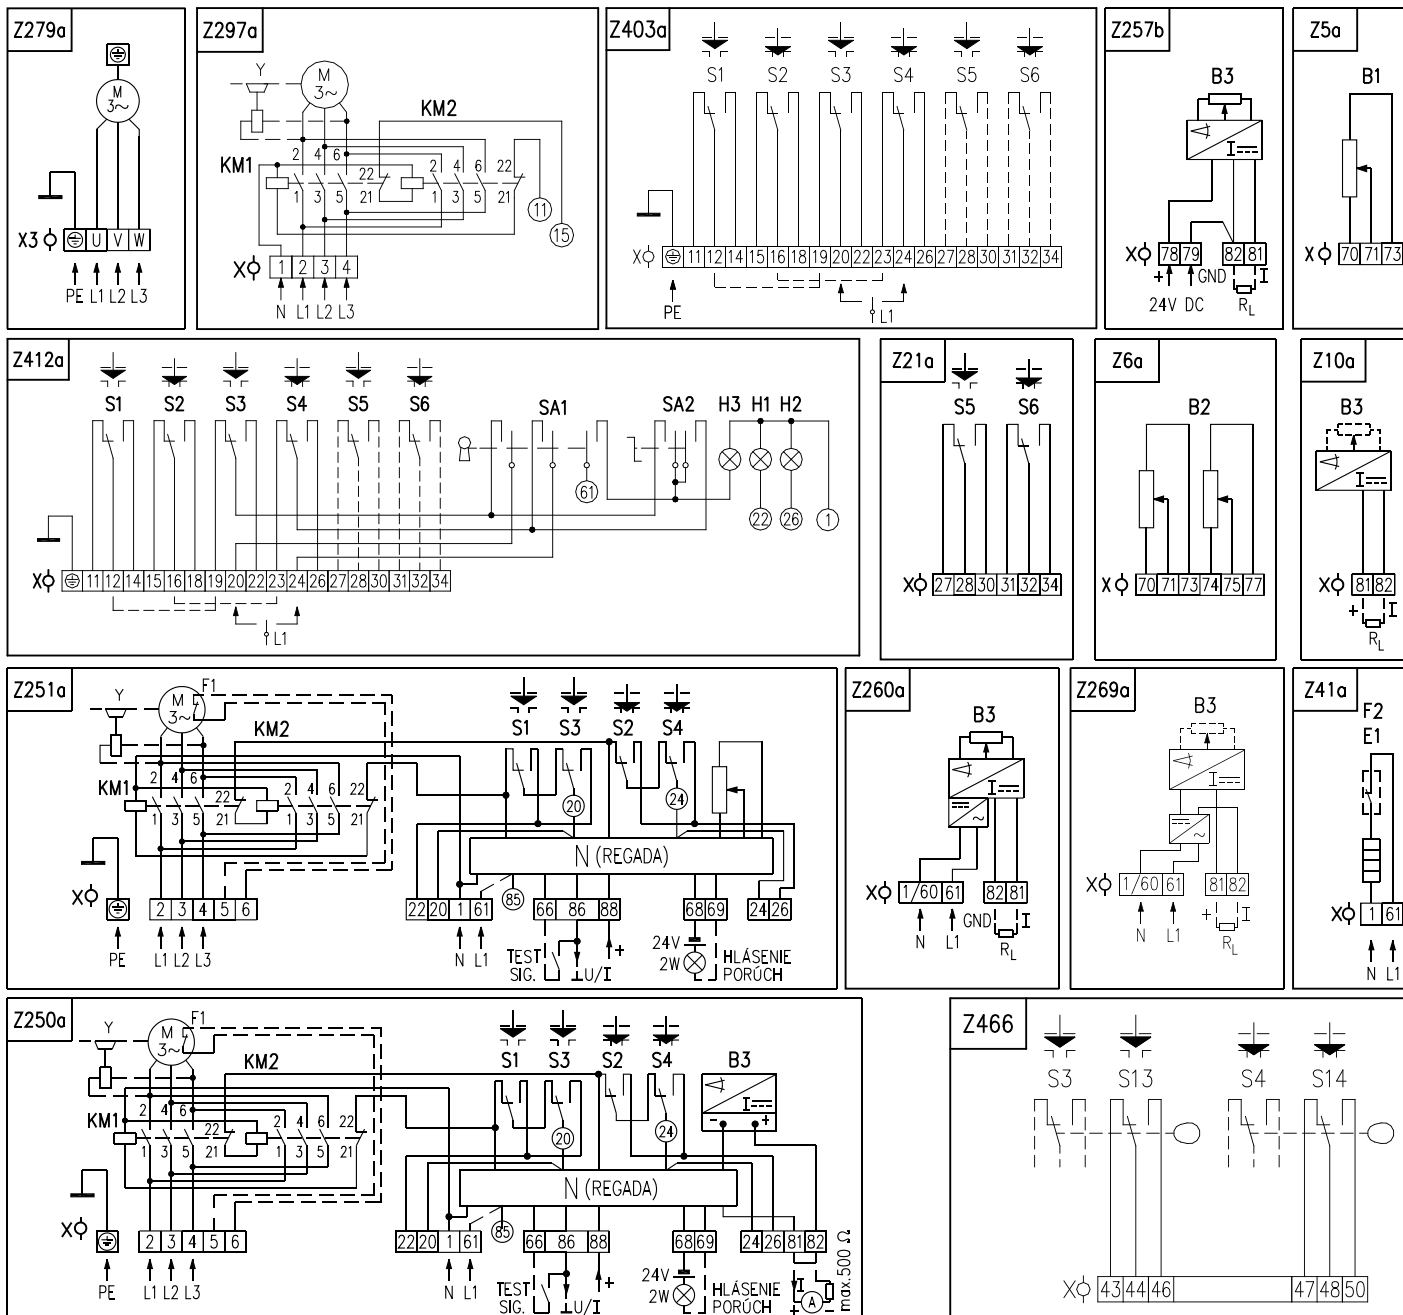 Z279a
M
3~
X3
U V W
PE L1 L2 L3
Z297a
Y
M
3~
KM2
KM1
2 4 6 22 2 4 6 22
1 3 5 21 1 3 5 21
11
15
X
1 2 3 4
N L1 L2 L3
Z403a
S1 S2 S3 S4 S5 S6
X
11 12 14 15 16 18 19 20 22 23 24 26 27 28 30 31 32 34
PE
L1
Z257b
B3
I
X
78 79 82 81
+ GND I
24V DC RL
Z5a
B1
X
70 71 73
Z412a
S1 S2 S3 S4 S5 S6
SA1 SA2 H3 H1 H2
61
22 26 1
X
11 12 14 15 16 18 19 20 22 23 24 26 27 28 30 31 32 34
L1
Z21a
S5 S6
X
27 28 30 31 32 34
Z6a
B2
X
70 71 73 74 75 77
Z10a
B3
I
X
81 82
+ I
RL
Z251a
Y
M
3~
F1
KM2
KM1
2 4 6 22 2 4 6 22
1 3 5 21 1 3 5 21
S1 S3 S2 S4
20 24
N (REGADA)
X
2 3 4 5 6
22 20 1 61 85 66 86 88 68 69 24 26
PE L1 L2 L3
N L1
TEST
SIG.
U/I
+
24V
2W
HLÁSENIE
PORÚCH
Z260a
B3
I
X
1/60 61 82 81
N L1
GND I
RL
Z269a
B3
I
X
1/60 61 81 82
N L1
+ I
RL
Z41a
F2
E1
X
1 61
N L1
Z250a
Y
M
3~
F1
KM2
KM1
2 4 6 22 2 4 6 22
1 3 5 21 1 3 5 21
S1 S3 S2 S4 B3
I
- +
20 24
N (REGADA)
X
2 3 4 5 6
22 20 1 61 85 66 86 88 68 69 24 26 81 82
PE L1 L2 L3
N L1
TEST
SIG.
U/I
+
24V
2W
HLÁSENIE
PORÚCH
I
+ A -
max.500 Ω
Z466
S3 S13 S4 S14
X
43 44 46 47 48 50